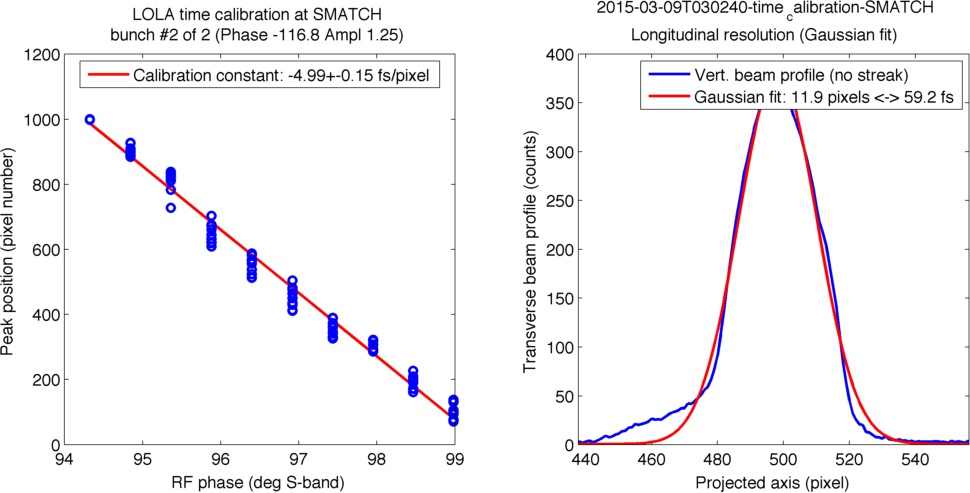 LOLA time calibration at SMATCH
bunch #2 of 2 (Phase -116.8 Ampl 1.25)
Calibration constant: -4.99+-0.15 fs/pixel
1200
1000
800
600
400
200
0
94
95
96
97
98
99
Peak position (pixel number)
RF phase (deg S-band)
2015-03-09T030240-time_calibration-SMATCH
Longitudinal resolution (Gaussian fit)
Vert. beam profile (no streak)
Gaussian fit: 11.9 pixels <-> 59.2 fs
400
350
300
250
200
150
100
50
0
440
460
480
500
520
540
Transverse beam profile (counts)
Projected axis (pixel)